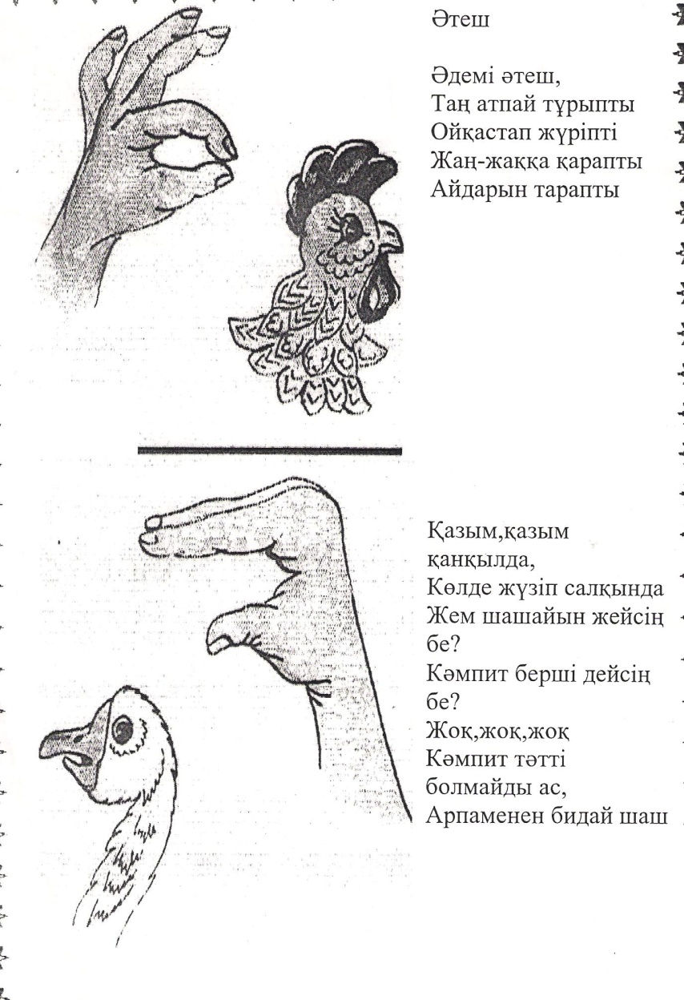 Әтеш
Әдемі әтеш,
Таң атпай тұрыпты
Ойқастап жүріпті
Жаң-жаққа қарапты
Айдарын тарапты
Қазым,қазым
қанқылда,
Көлде жүзіп салқында
Жем шашайын жейсің
бе?
Кәмпит берші дейсің
бе?
Жоқ,жоқ,жоқ
Кәмпит тәтті
болмайды ас,
Арпаменен бидай шаш